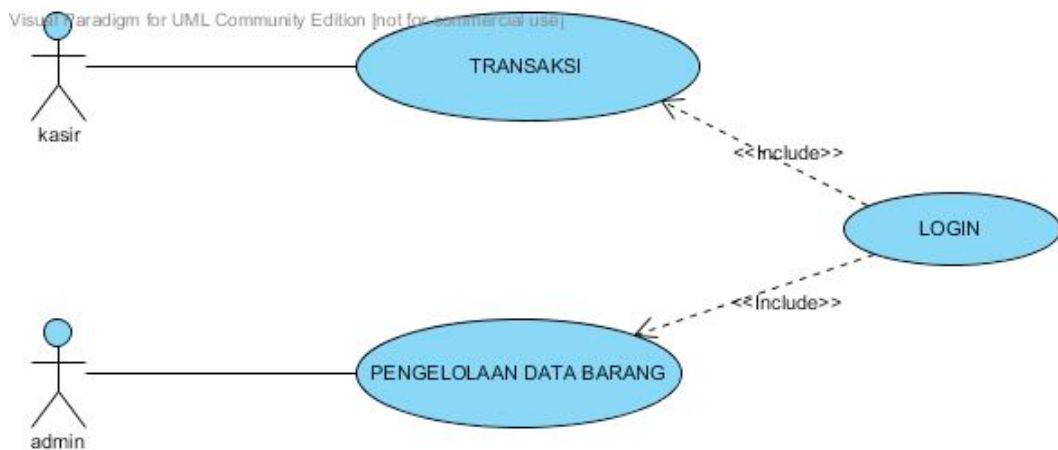 Visual Paradigm for UML Community Edition [not for commercial use]
TRANSAKSI
kasir
<<Include>>
LOGIN
<<Include>>
PENGELOLAAN DATA BARANG
admin